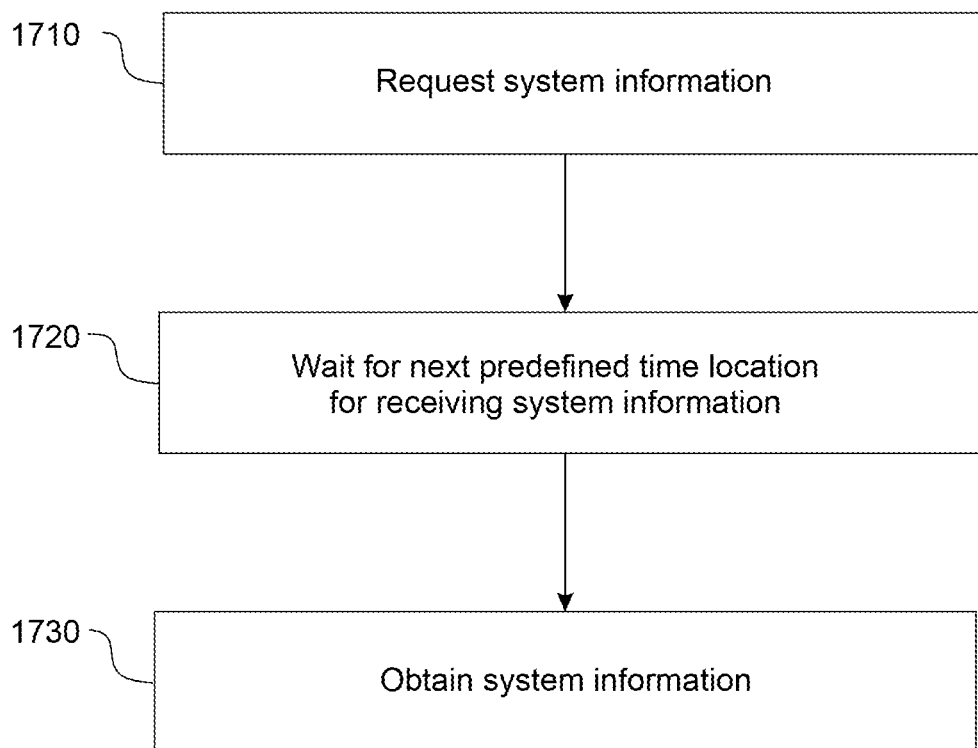 1710
Request system information
1720
Wait for next predefined time location
for receiving system information
1730
Obtain system information